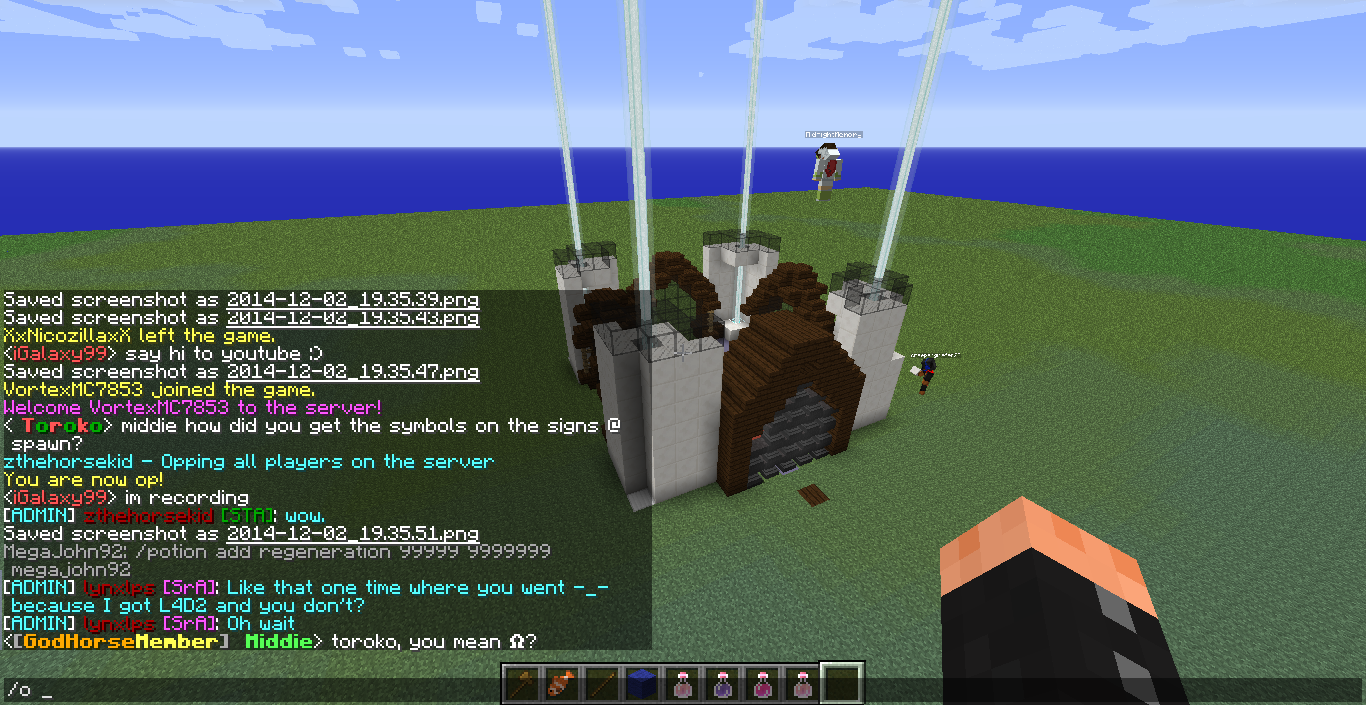 MidnightMemory
Saved screenshot as 2014-12-02_19.35.39.png
Saved screenshot as 2014-12-02_19.35.43.png
XxNicozillaxX left the game.
<iGalaxy99> say hi to youtube :)
Saved screenshot as 2014-12-02_19.35.47.png
VortexMC7853 joined the game.
Welcome VortexMC7853 to the server!
< Toroko> middie how did you get the symbols on the signs @
spawn?
zthehorsekid - Opping all players on the server
You are now op!
<iGalaxy99> im recording
[ADMIN] zthehorsekid [STA]: wow.
Saved screenshot as 2014-12-02_19.35.51.png
MegaJohn92: /potion add regeneration 99999 9999999
megajohn92
[ADMIN] lynxlps [SrA]: Like that one time where you went -_-
because I got L4D2 and you don't?
[ADMIN] lynxlps [SrA]: Oh wait
<[GodHorseMember] Middie> toroko, you mean Ω?
/o _